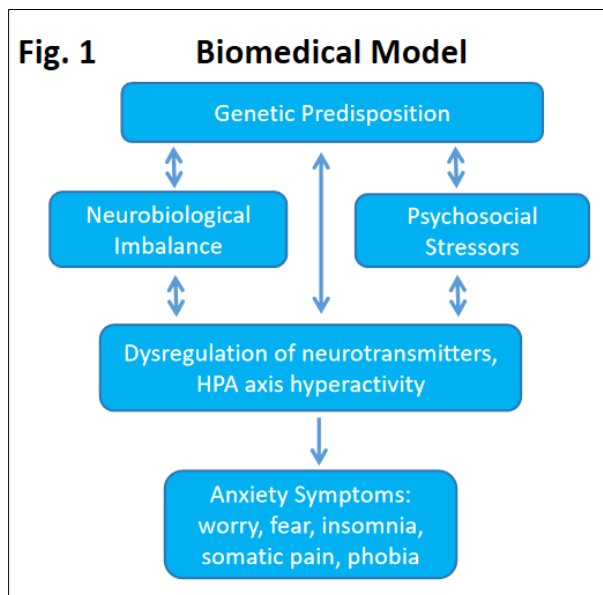 Fig. 1 Biomedical Model
Genetic Predisposition
Neurobiological
Imbalance
Psychosocial
Stressors
Dysregulation of neurotransmitters,
HPA axis hyperactivity
Anxiety Symptoms:
worry, fear, insomnia,
somatic pain, phobia